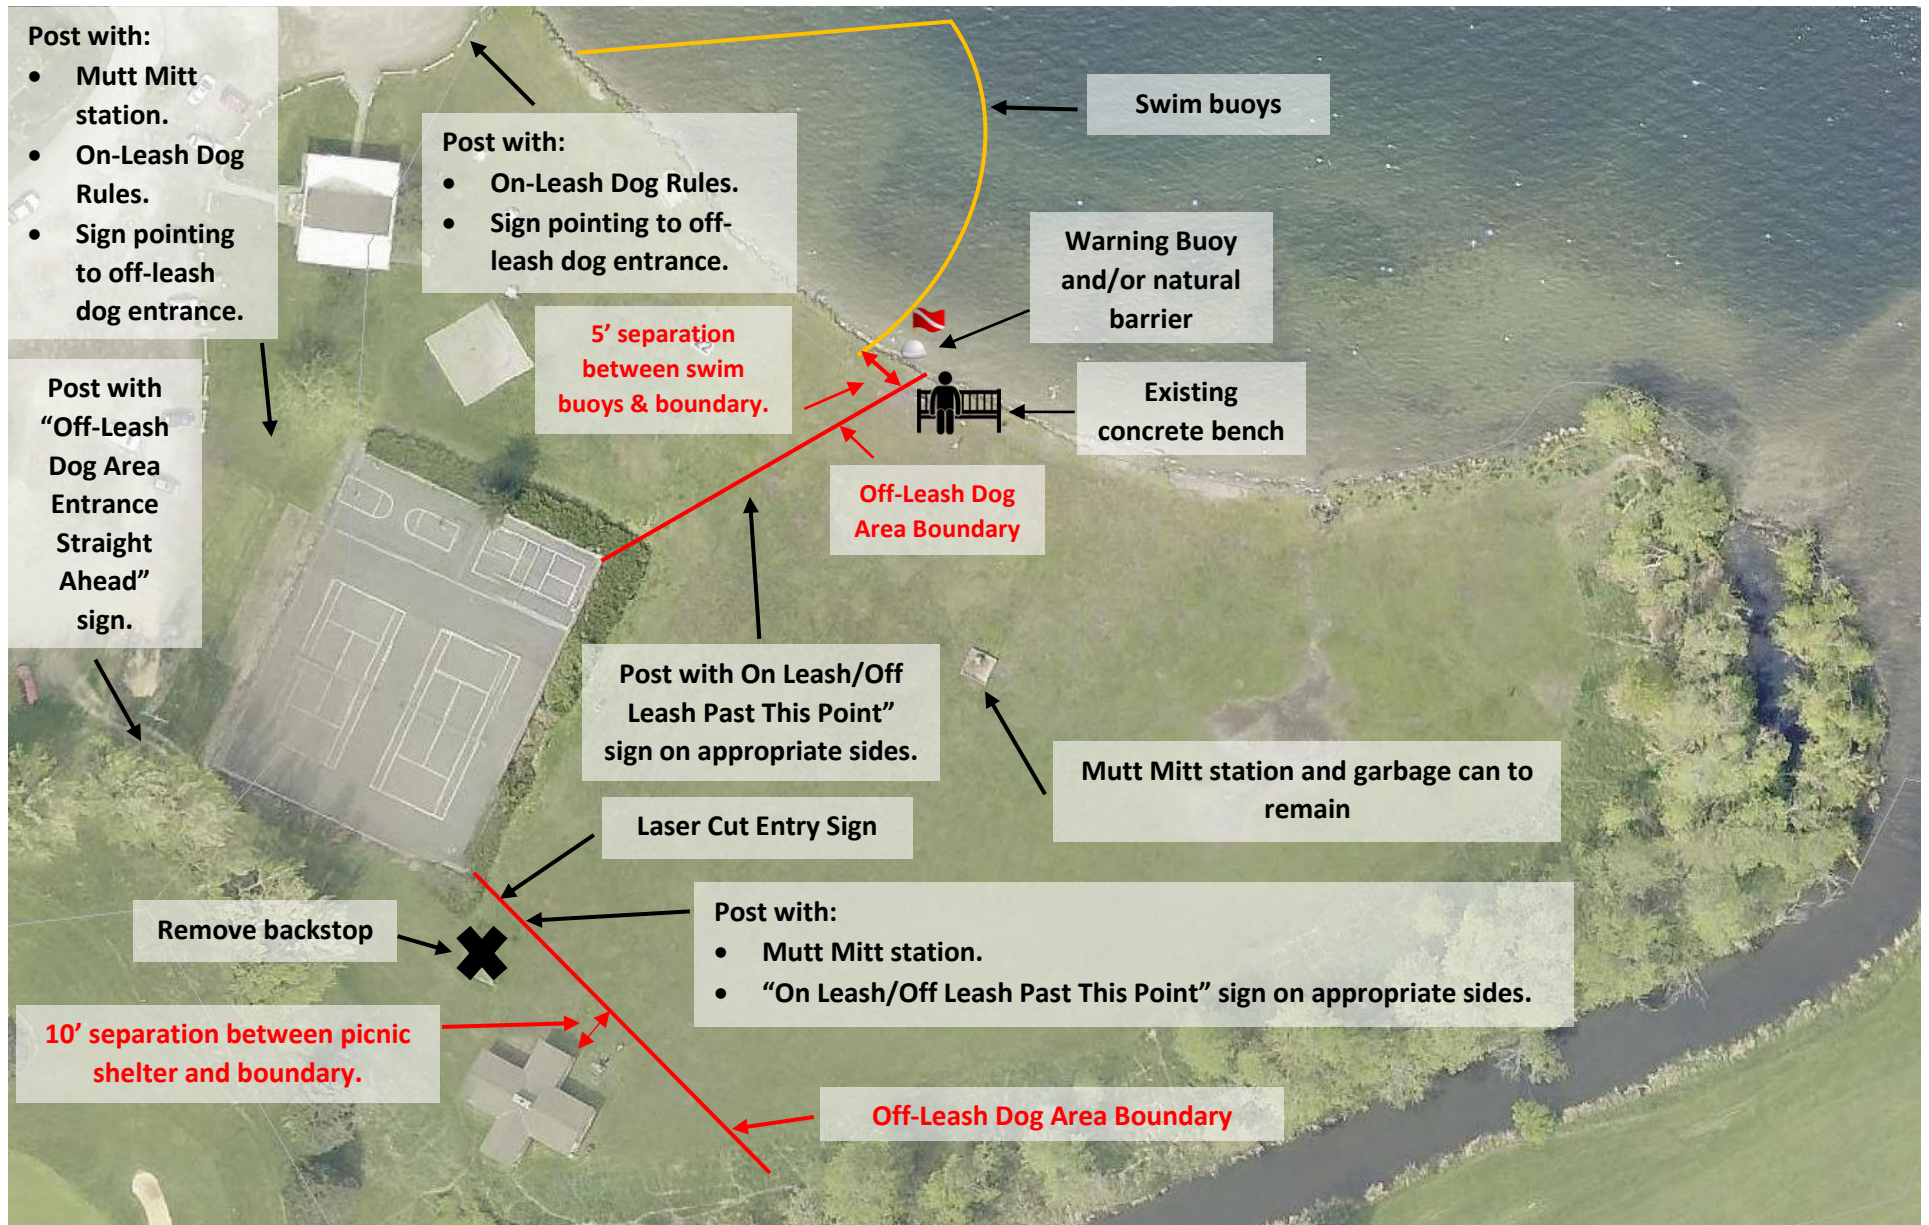 Post with:
• Mutt Mitt
station.
• On-Leash Dog
Rules.
• Sign pointing
to off-leash
dog entrance.
Post with:
• On-Leash Dog Rules.
• Sign pointing to off-
leash dog entrance.
Swim buoys
Warning Buoy
and/or natural
barrier
5’ separation
between swim
buoys & boundary.
Existing
concrete bench
Post with
“Off-Leash
Dog Area
Entrance
Straight
Ahead”
sign.
Off-Leash Dog
Area Boundary
Post with On Leash/Off
Leash Past This Point”
sign on appropriate sides.
Mutt Mitt station and garbage can to
remain
Laser Cut Entry Sign
Remove backstop
Post with:
• Mutt Mitt station.
• “On Leash/Off Leash Past This Point” sign on appropriate sides.
10’ separation between picnic
shelter and boundary.
Off-Leash Dog Area Boundary